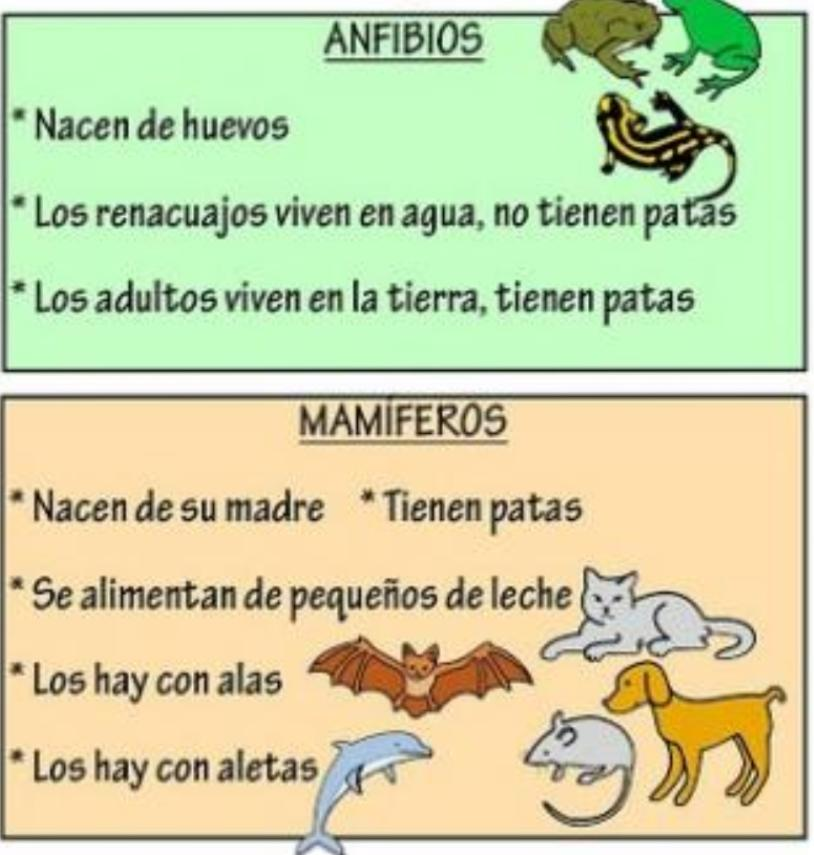 ANFIBIOS
* Nacen de huevos
* Los renacuajos viven en agua, no tienen patas
* Los adultos viven en la tierra, tienen patas
MAMÍFEROS
* Nacen de su madre * Tienen patas
* Se alimentan de pequeños de leche
* Los hay con alas
* Los hay con aletas